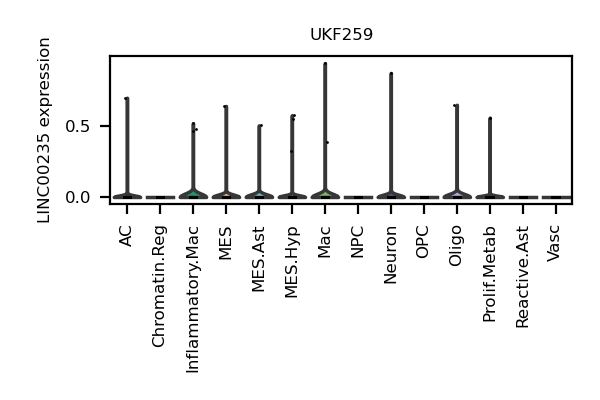 UKF259
LINC00235 expression
0.5
0.0
AC
Chromatin.Reg
Inflammatory.Mac
MES
MES.Ast
MES.Hyp
Mac
NPC
Neuron
OPC
Oligo
Prolif.Metab
Reactive.Ast
Vasc